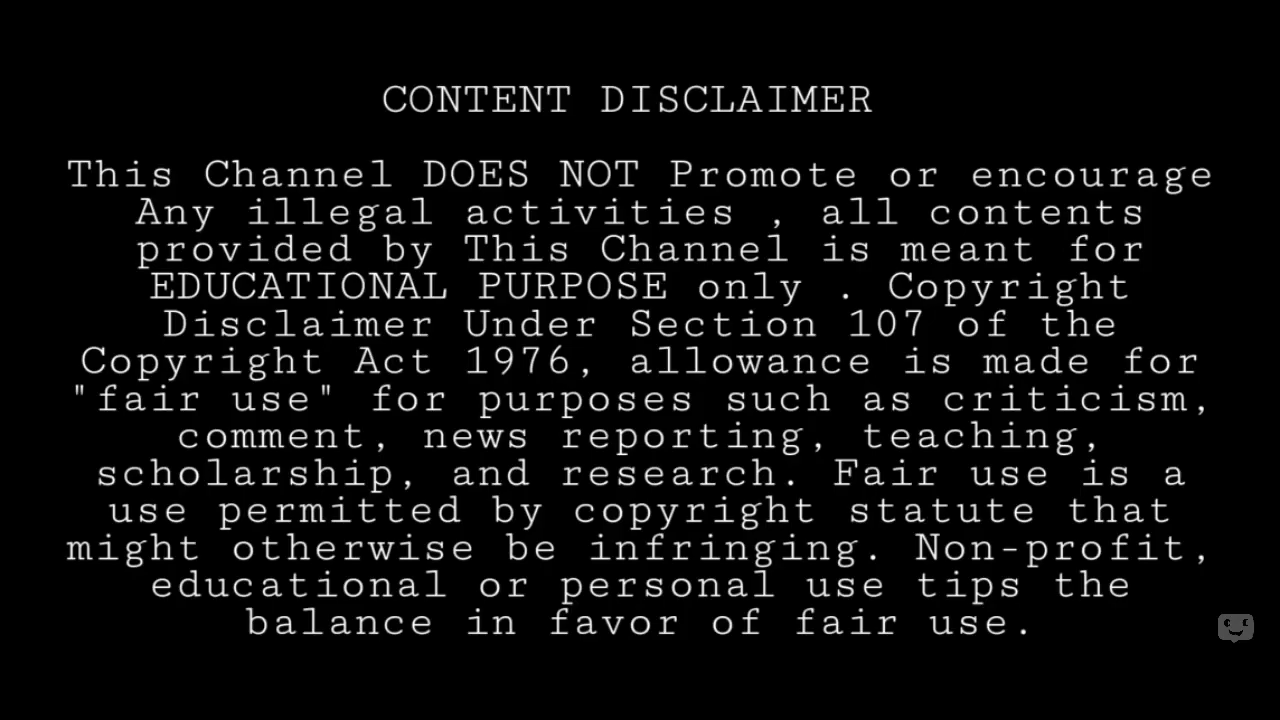 CONTENT DISCLAIMER
This Channel DOES NOT Promote or encourage
Any illegal activities , all contents
provided by This Channel is meant for
EDUCATIONAL PURPOSE only . Copyright
Disclaimer Under Section 107 of the
Copyright Act 1976, allowance is made for
"fair use" for purposes such as criticism,
comment, news reporting, teaching,
scholarship, and research. Fair use is a
use permitted by copyright statute that
might otherwise be infringing. Non-profit,
educational or personal use tips the
balance in favor of fair use.